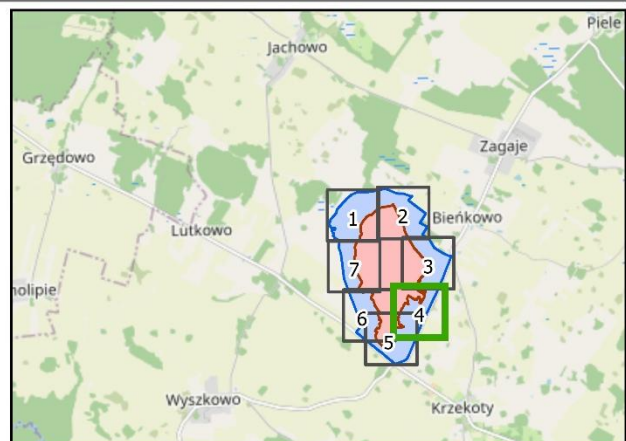 Piele
Jachowo
Zagaje
Grzędowo
1
2
Bieńkowo
Lutkowo
7
3
nolipie
6
4
5
Wyszkowo
Krzekoty